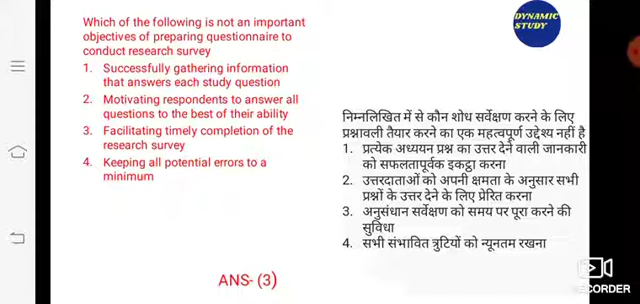 Which of the following is not an important
objectives of preparing questionnaire to
conduct research survey
1. Successfully gathering information
that answers each study question
2. Motivating respondents to answer all
questions to the best of their ability
3. Facilitating timely completion of the
research survey
4. Keeping all potential errors to a
minimum
ANS- (3)
DYNAMIC
STUDY
निम्नलिखित में से कौन शोध सर्वेक्षण करने के लिए
प्रश्नावली तैयार करने का एक महत्वपूर्ण उद्देश्य नहीं है
1. प्रत्येक अध्ययन प्रश्न का उत्तर देने वाली जानकारी
को सफलतापूर्वक इकट्ठा करना
2. उत्तरदाताओं को अपनी क्षमता के अनुसार सभी
प्रश्नों के उत्तर देने के लिए प्रेरित करना
3. अनुसंधान सर्वेक्षण को समय पर पूरा करने की
सुविधा
4. सभी संभावित त्रुटियों को न्यूनतम रखना
ECORDER